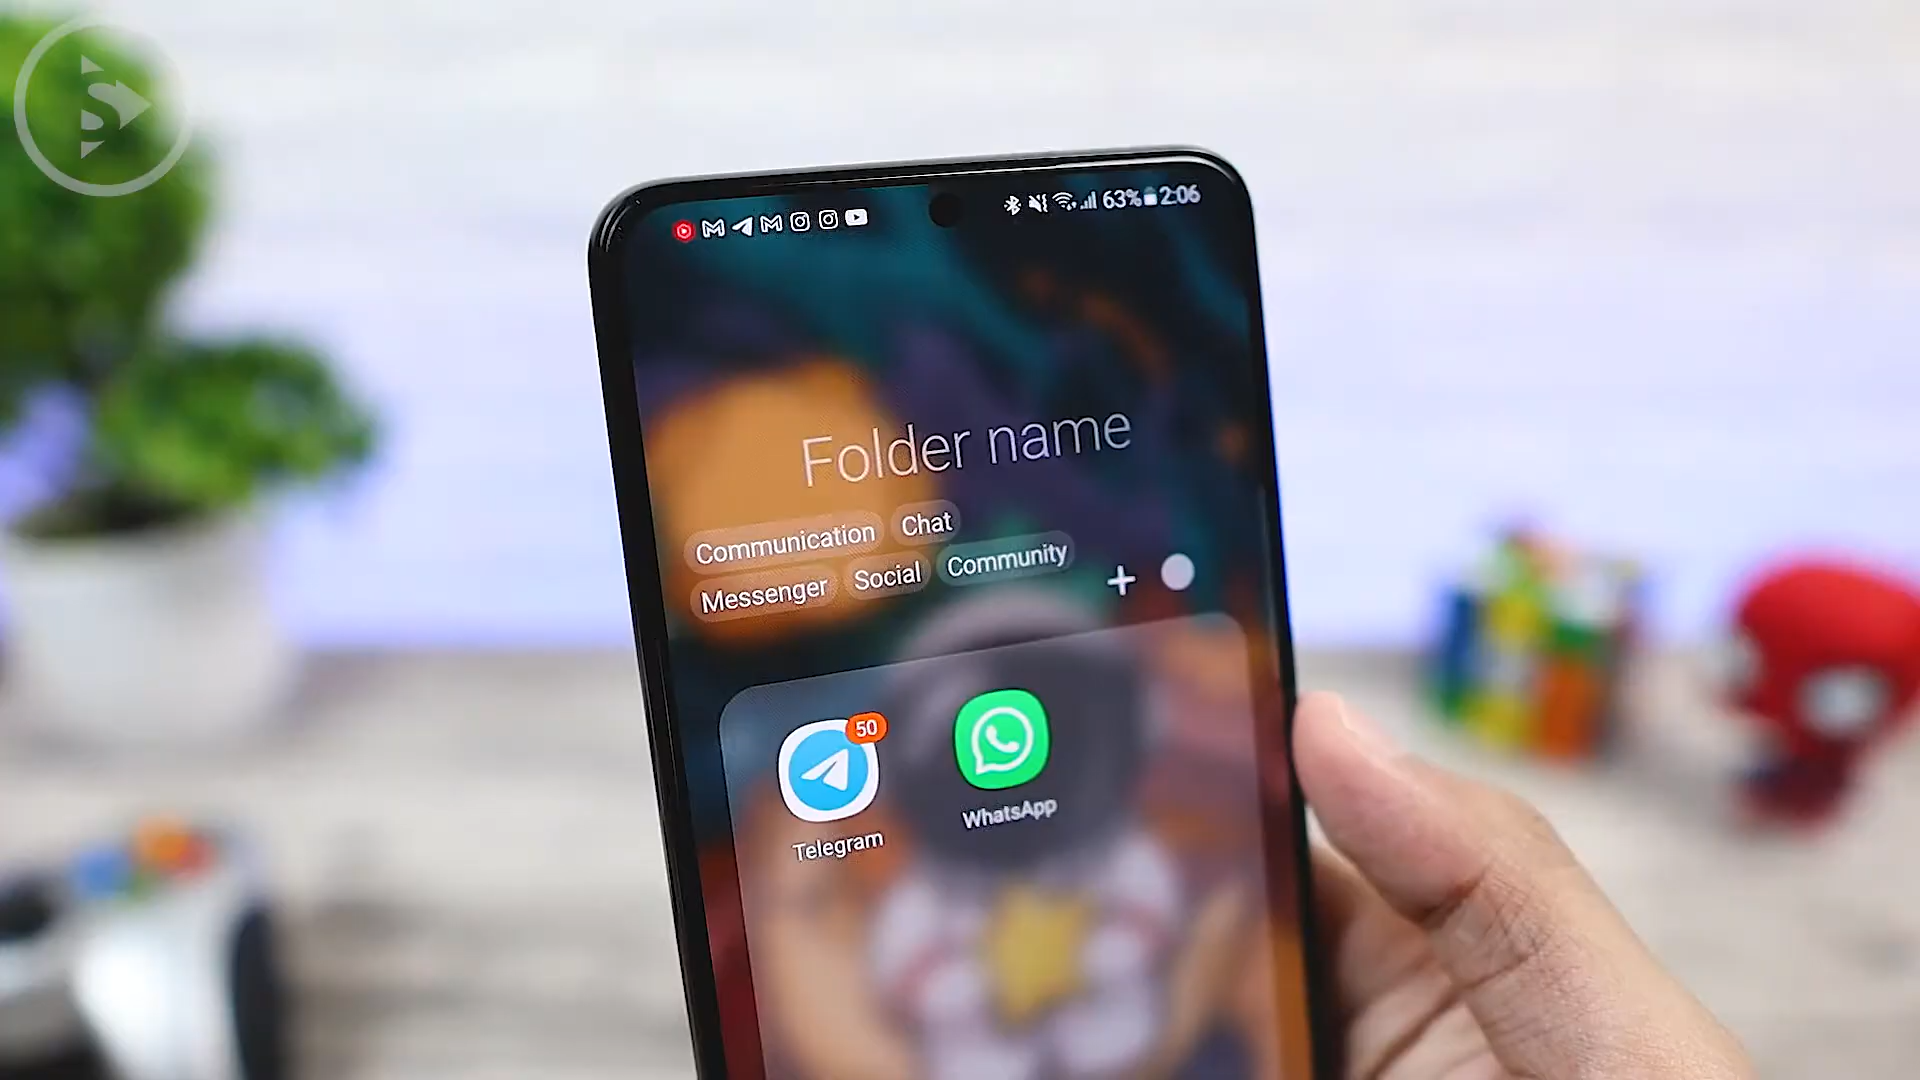 S
63% 2:06
Folder name
Communication Chat
Messenger Social Community
50
Telegram
WhatsApp